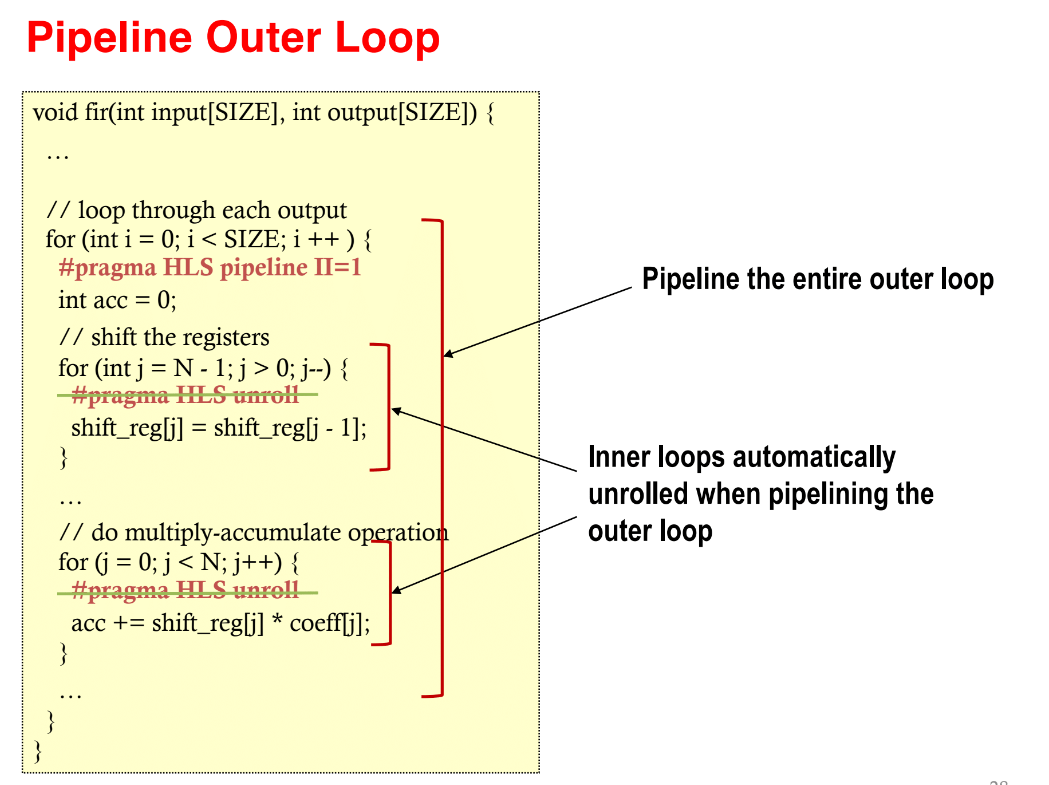 Pipeline Outer Loop
void fir(int input[SIZE], int output[SIZE]) {
…
// loop through each output
for (int i = 0; i < SIZE; i ++ ) {
#pragma HLS pipeline II=1
int acc = 0;
// shift the registers
for (int j = N - 1; j > 0; j--) {
#pragma HLS unroll
shift_reg[j] = shift_reg[j - 1];
}
…
// do multiply-accumulate operation
for (j = 0; j < N; j++) {
#pragma HLS unroll
acc += shift_reg[j] * coeff[j];
}
…
}
}
Pipeline the entire outer loop
Inner loops automatically
unrolled when pipelining the
outer loop